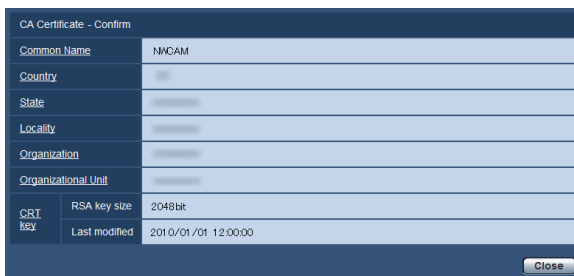 CA Certificate - Confirm
Common Name NWCAM
Country
State
Locality
Organization
Organizational Unit
CRT key
RSA key size 2048bit
Last modified 2010/01/01 12:00:00
Close